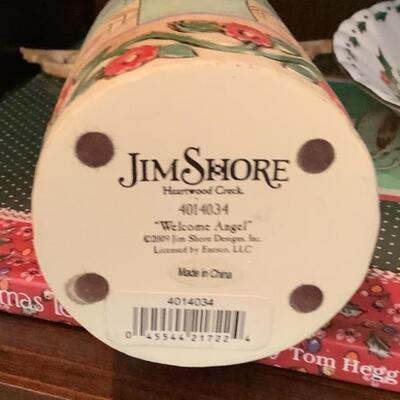 JIM SHORE
Heartwood Creek
4014034
"Welcome Angel"
©2009 Jim Shore Designs, Inc.
Licensed by Enesco, LLC
Made in China
4014034
0 45544 21722 4
mas
Tom Hegg